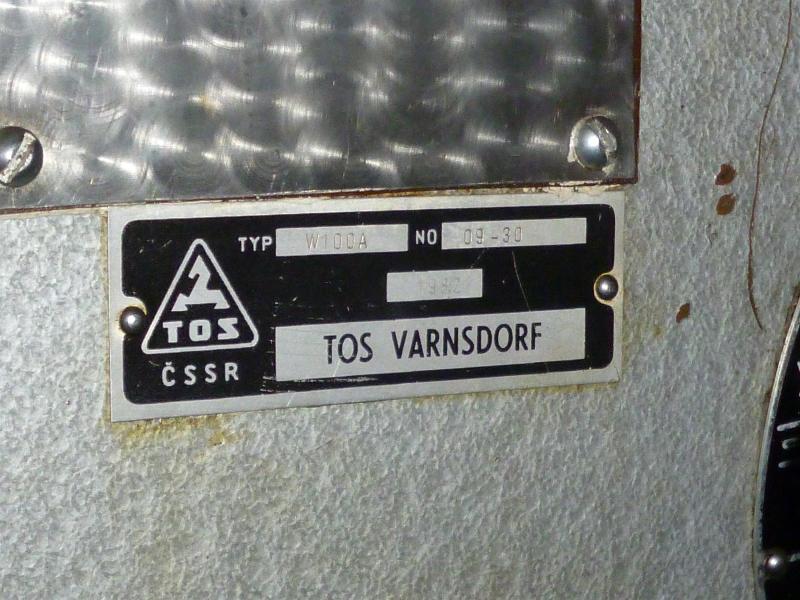 TYP W100A NO 09-30
1982
TOS
TOS VARNSDORF
ČSSR